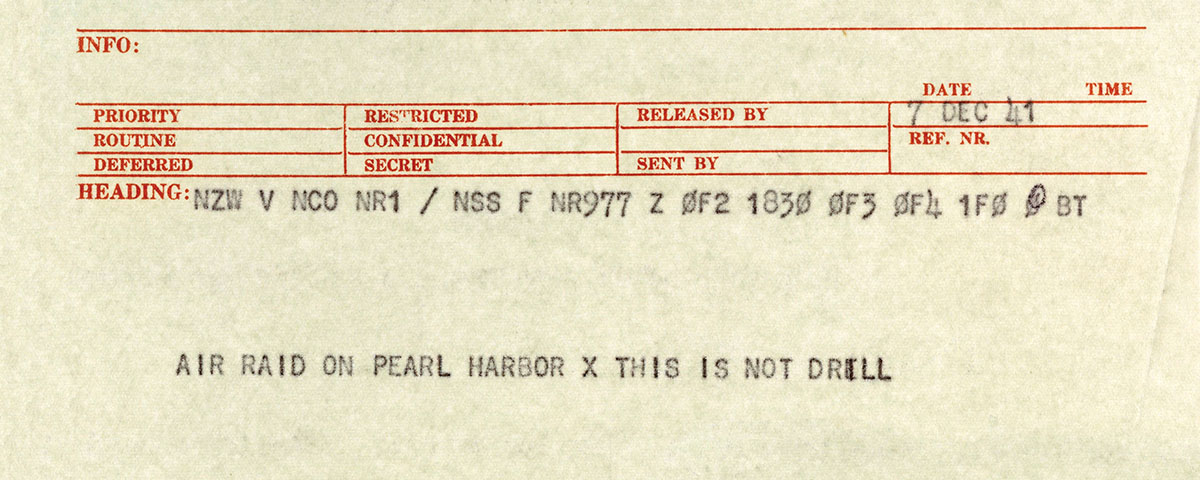 INFO:
DATE TIME
PRIORITY RESTRICTED RELEASED BY 7 DEC 41
ROUTINE CONFIDENTIAL REF. NR.
DEFERRED SECRET SENT BY
HEADING: NZW V NCO NR1 / NSS F NR977 Z ØF2 183Ø ØF3 ØF4 1FØ Ø BT
AIR RAID ON PEARL HARBOR X THIS IS NOT DRILL